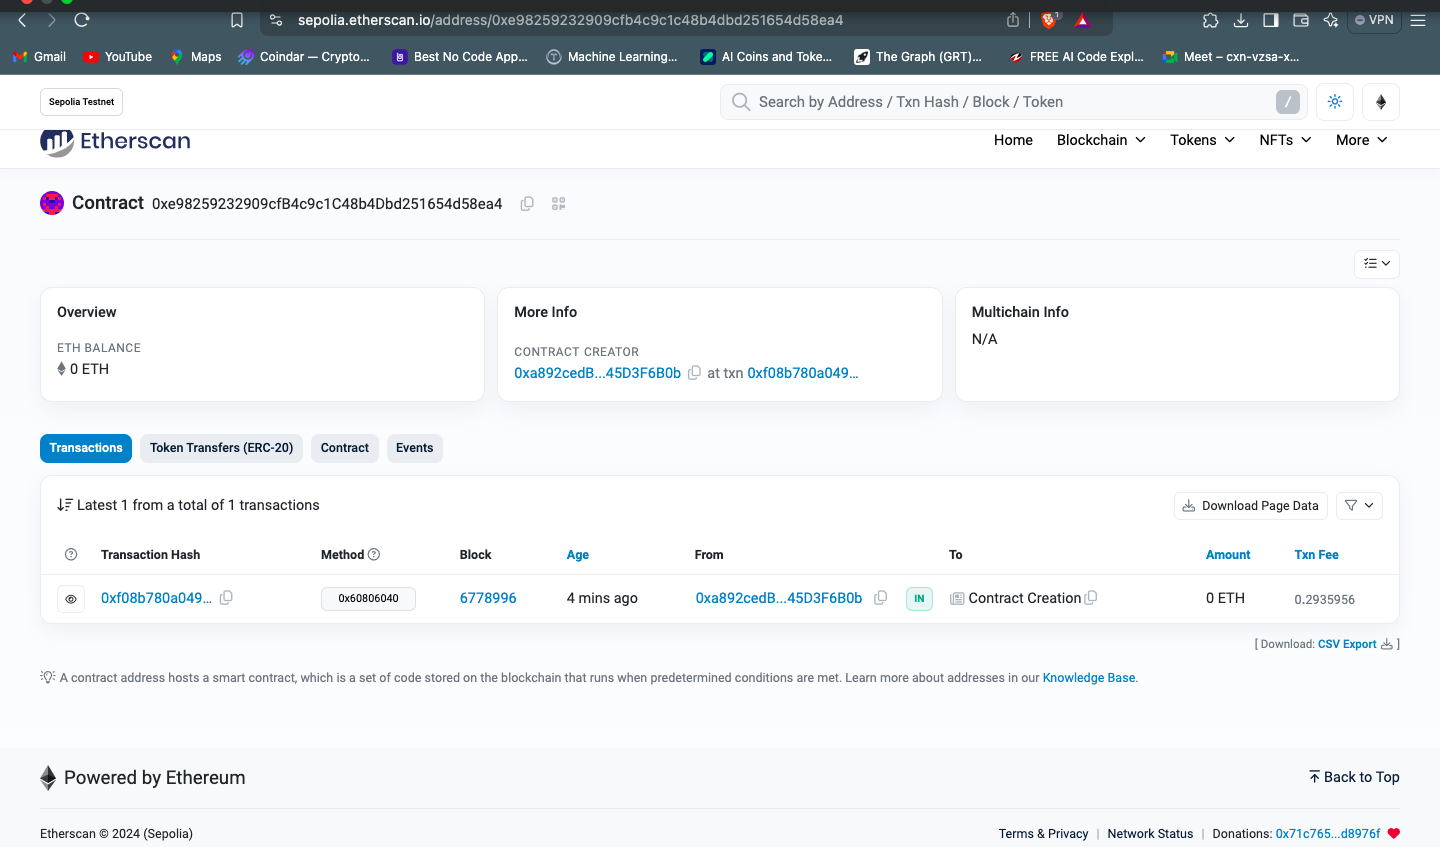 sepolia.etherscan.io/address/0xe98259232909cfb4c9c1c48b4dbd251654d58ea4
1
VPN
Gmail
YouTube
Maps
Coindar — Crypto...
Best No Code App...
Machine Learning...
AI Coins and Toke...
The Graph (GRT)...
FREE AI Code Expl...
Meet – cxn-vzsa-x...
Sepolia Testnet
Search by Address / Txn Hash / Block / Token
/
Etherscan
Home
Blockchain
Tokens
NFTs
More
Contract 0xe98259232909cfB4c9c1C48b4Dbd251654d58ea4
Overview
ETH BALANCE
0 ETH
More Info
CONTRACT CREATOR
0xa892cedB...45D3F6B0b at txn 0xf08b780a049...
Multichain Info
N/A
Transactions
Token Transfers (ERC-20)
Contract
Events
Latest 1 from a total of 1 transactions
Download Page Data
Transaction Hash Method Block Age From To Amount Txn Fee
0xf08b780a049... 0x60806040 6778996 4 mins ago 0xa892cedB...45D3F6B0b IN Contract Creation 0 ETH 0.2935956
[ Download: CSV Export ]
A contract address hosts a smart contract, which is a set of code stored on the blockchain that runs when predetermined conditions are met. Learn more about addresses in our Knowledge Base.
Powered by Ethereum
Back to Top
Etherscan © 2024 (Sepolia)
Terms & Privacy | Network Status | Donations: 0x71c765...d8976f